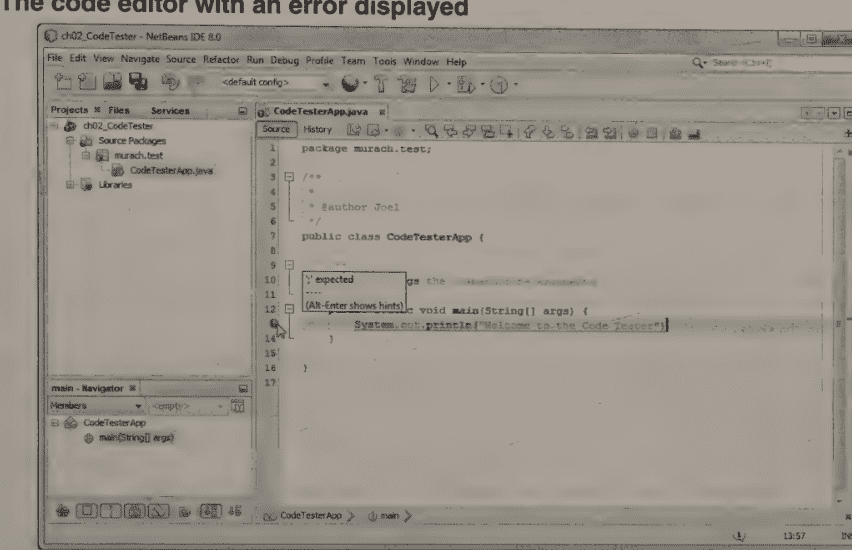 The code editor with an error displayed
ch02_CodeTester - NetBeans IDE 8.0
File Edit View Navigate Source Refactor Run Debug Profile Team Tools Window Help
<default config>
Projects Files Services
ch02_CodeTester
Source Packages
murach.test
CodeTesterApp.java
Libraries
CodeTesterApp.java
Source History
1 package murach.test;
2
3 /**
4 *
5 * @author Joel
6 */
7 public class CodeTesterApp {
8
9
10 gs the
11
12 void main(String[] args) {
System.out.println("Welcome to the Code Tester")
14 }
15
16 }
17
';' expected
----
(Alt-Enter shows hints)
main - Navigator
Members <empty>
CodeTesterApp
main(String[] args)
CodeTesterApp main
13:57